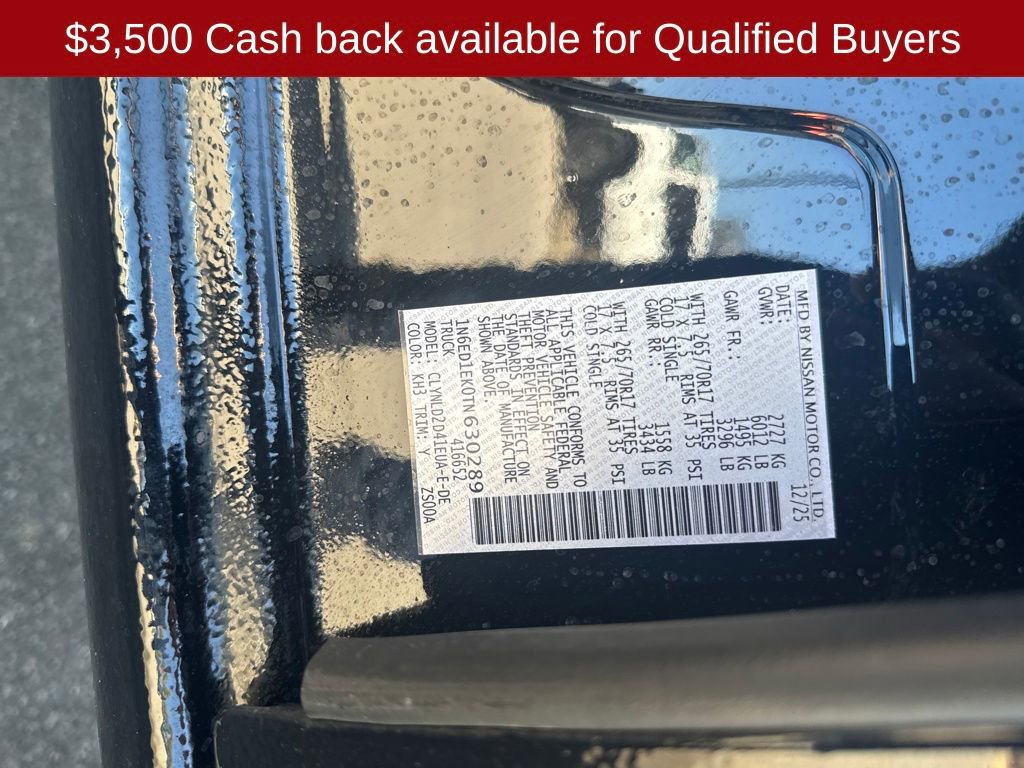 $3,500 Cash back available for Qualified Buyers
MFD BY NISSAN MOTOR CO., LTD.
DATE: 12/25
GVWR: 2727 KG
6012 LB
GAWR FR.: 1495 KG
3296 LB
WITH 265/70R17 TIRES
17 X 7.5 RIMS AT 35 PSI
COLD SINGLE
GAWR RR.: 1558 KG
3434 LB
WITH 265/70R17 TIRES
17 X 7.5 RIMS AT 35 PSI
COLD SINGLE
THIS VEHICLE CONFORMS TO
ALL APPLICABLE FEDERAL
MOTOR VEHICLE SAFETY AND
THEFT PREVENTION
STANDARDS IN EFFECT ON
THE DATE OF MANUFACTURE
SHOWN ABOVE.
1N6ED1EK0TN630289
TRUCK 416652
MODEL: CLYNLD2D41EUA-E-DE
COLOR: KH3 TRIM: Y Z500A